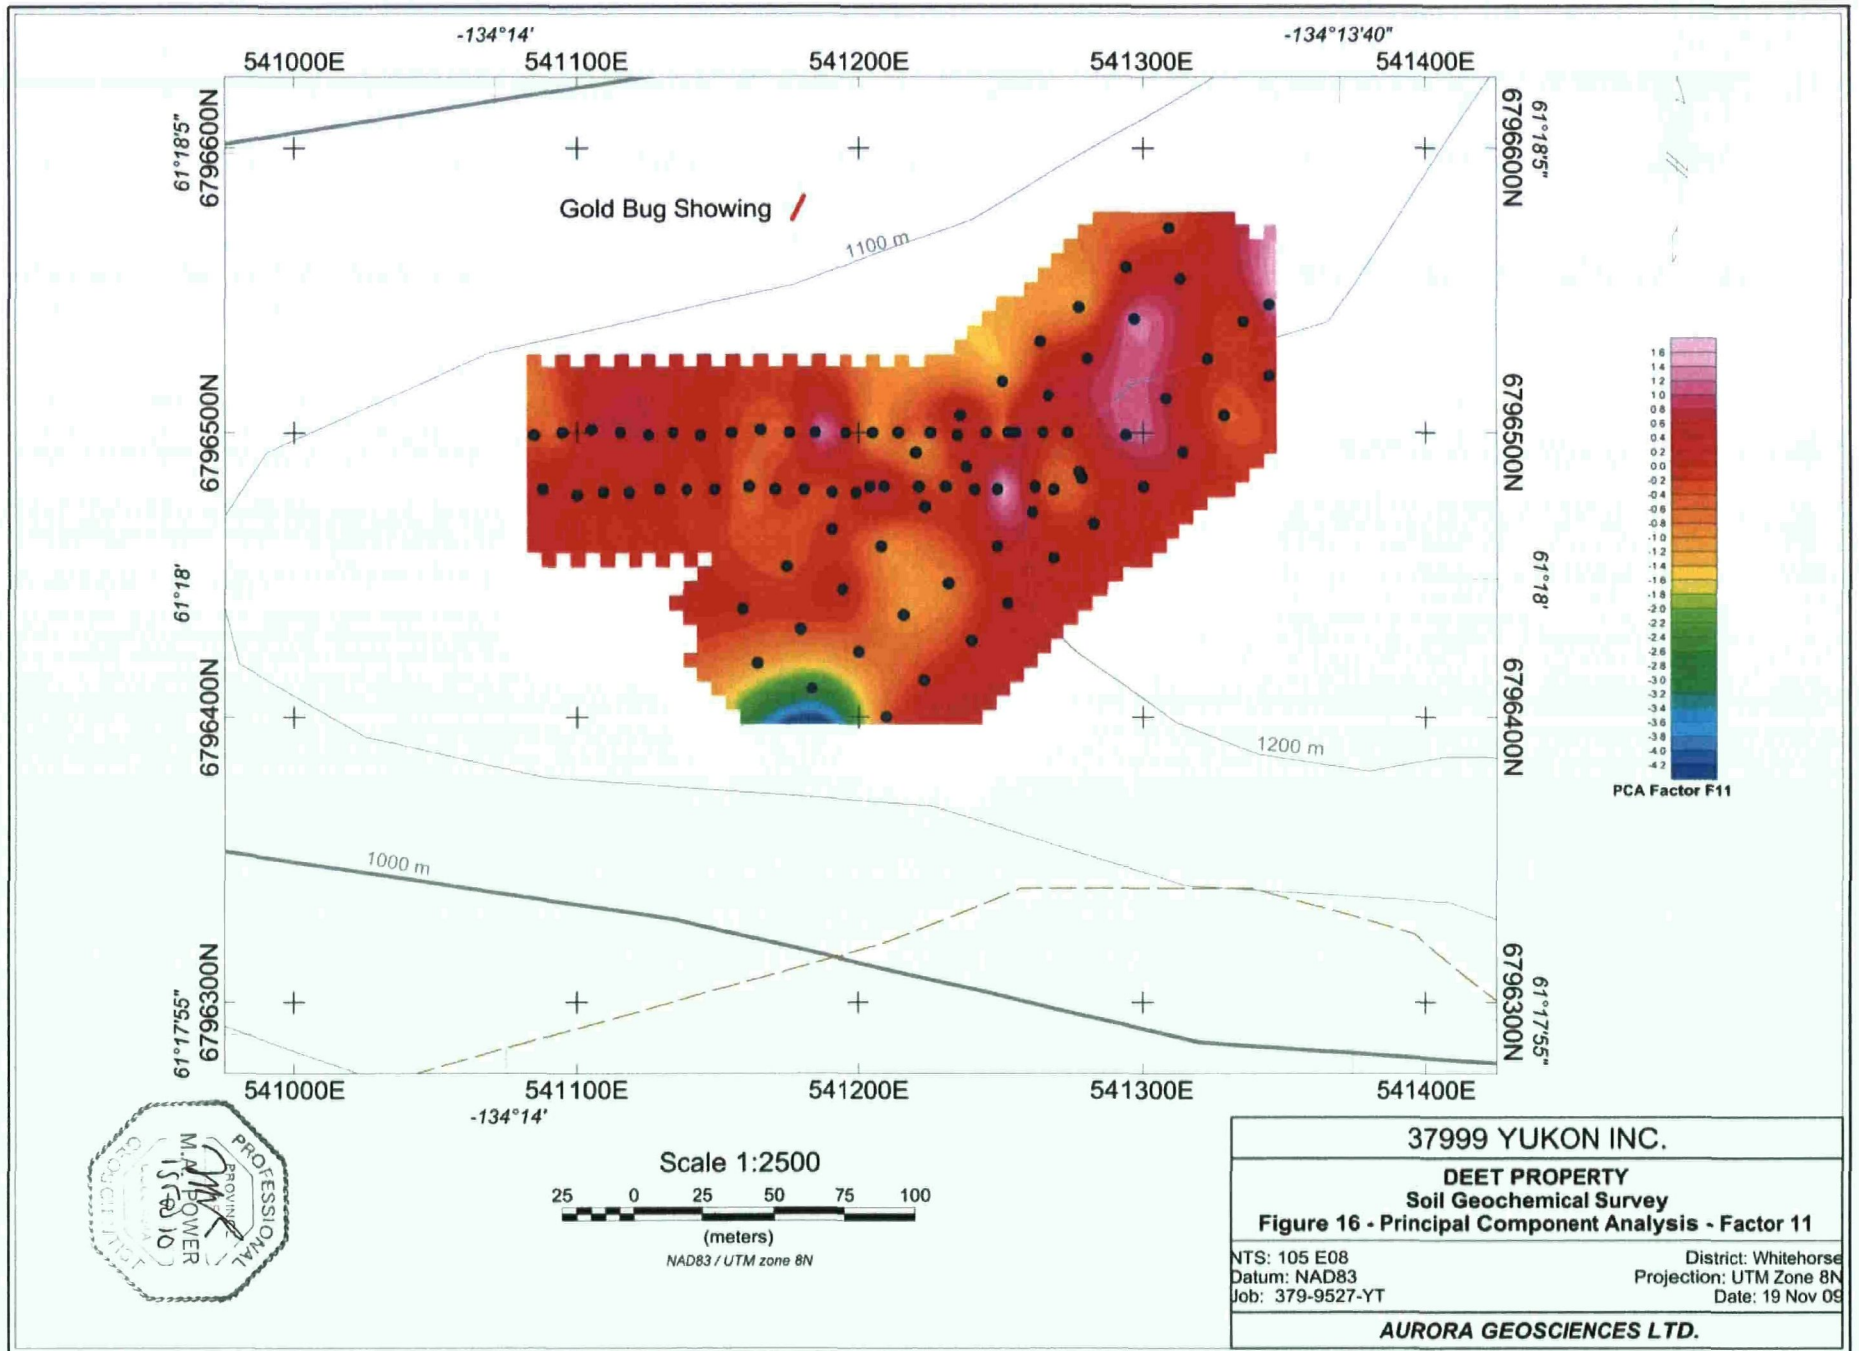 -134°14'
-134°13'40"
541000E
541100E
541200E
541300E
541400E
61°18'5"
6796600N
6796600N
61°18'5"
Gold Bug Showing
1100 m
6796500N
6796500N
61°18'
61°18'
6796400N
6796400N
1200 m
1000 m
61°17'55"
6796300N
6796300N
61°17'55"
541000E
541100E
541200E
541300E
541400E
-134°14'
1 6
1 4
1 2
1 0
0 8
0 6
0 4
0 2
0 0
-0 2
-0 4
-0 6
-0 8
-1 0
-1 2
-1 4
-1 6
-1 8
-2 0
-2 2
-2 4
-2 6
-2 8
-3 0
-3 2
-3 4
-3 6
-3 8
-4 0
-4 2
PCA Factor F11
PROFESSIONAL
PROVINCE
M.A. POWER
Scale 1:2500
25 0 25 50 75 100
(meters)
NAD83 / UTM zone 8N
37999 YUKON INC.
DEET PROPERTY
Soil Geochemical Survey
Figure 16 - Principal Component Analysis - Factor 11
NTS: 105 E08
District: Whitehorse
Datum: NAD83
Projection: UTM Zone 8N
Job: 379-9527-YT
Date: 19 Nov 09
AURORA GEOSCIENCES LTD.